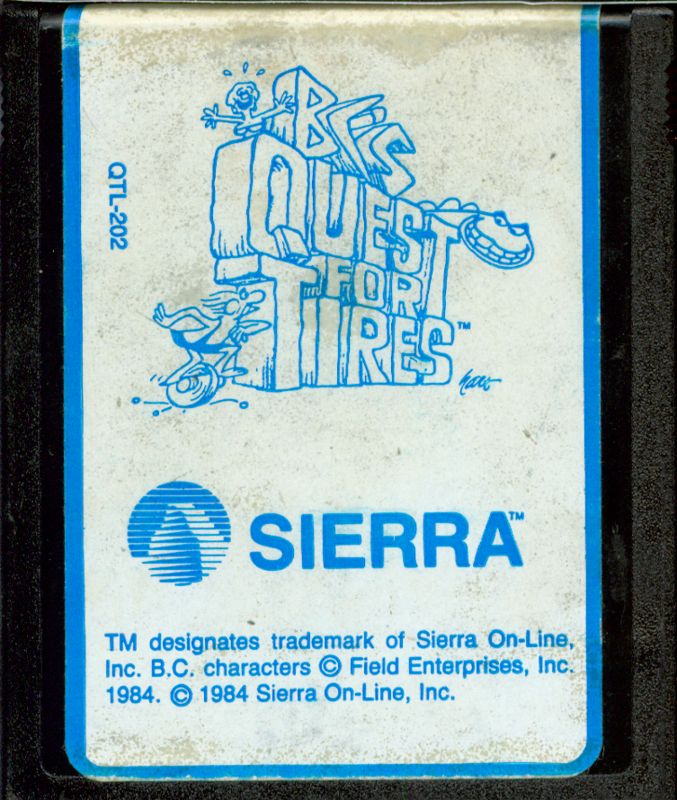 QTL-202
B.C.'s
QUEST
FOR
TIRES™
hart
SIERRA™
TM designates trademark of Sierra On-Line,
Inc. B.C. characters © Field Enterprises, Inc.
1984. © 1984 Sierra On-Line, Inc.